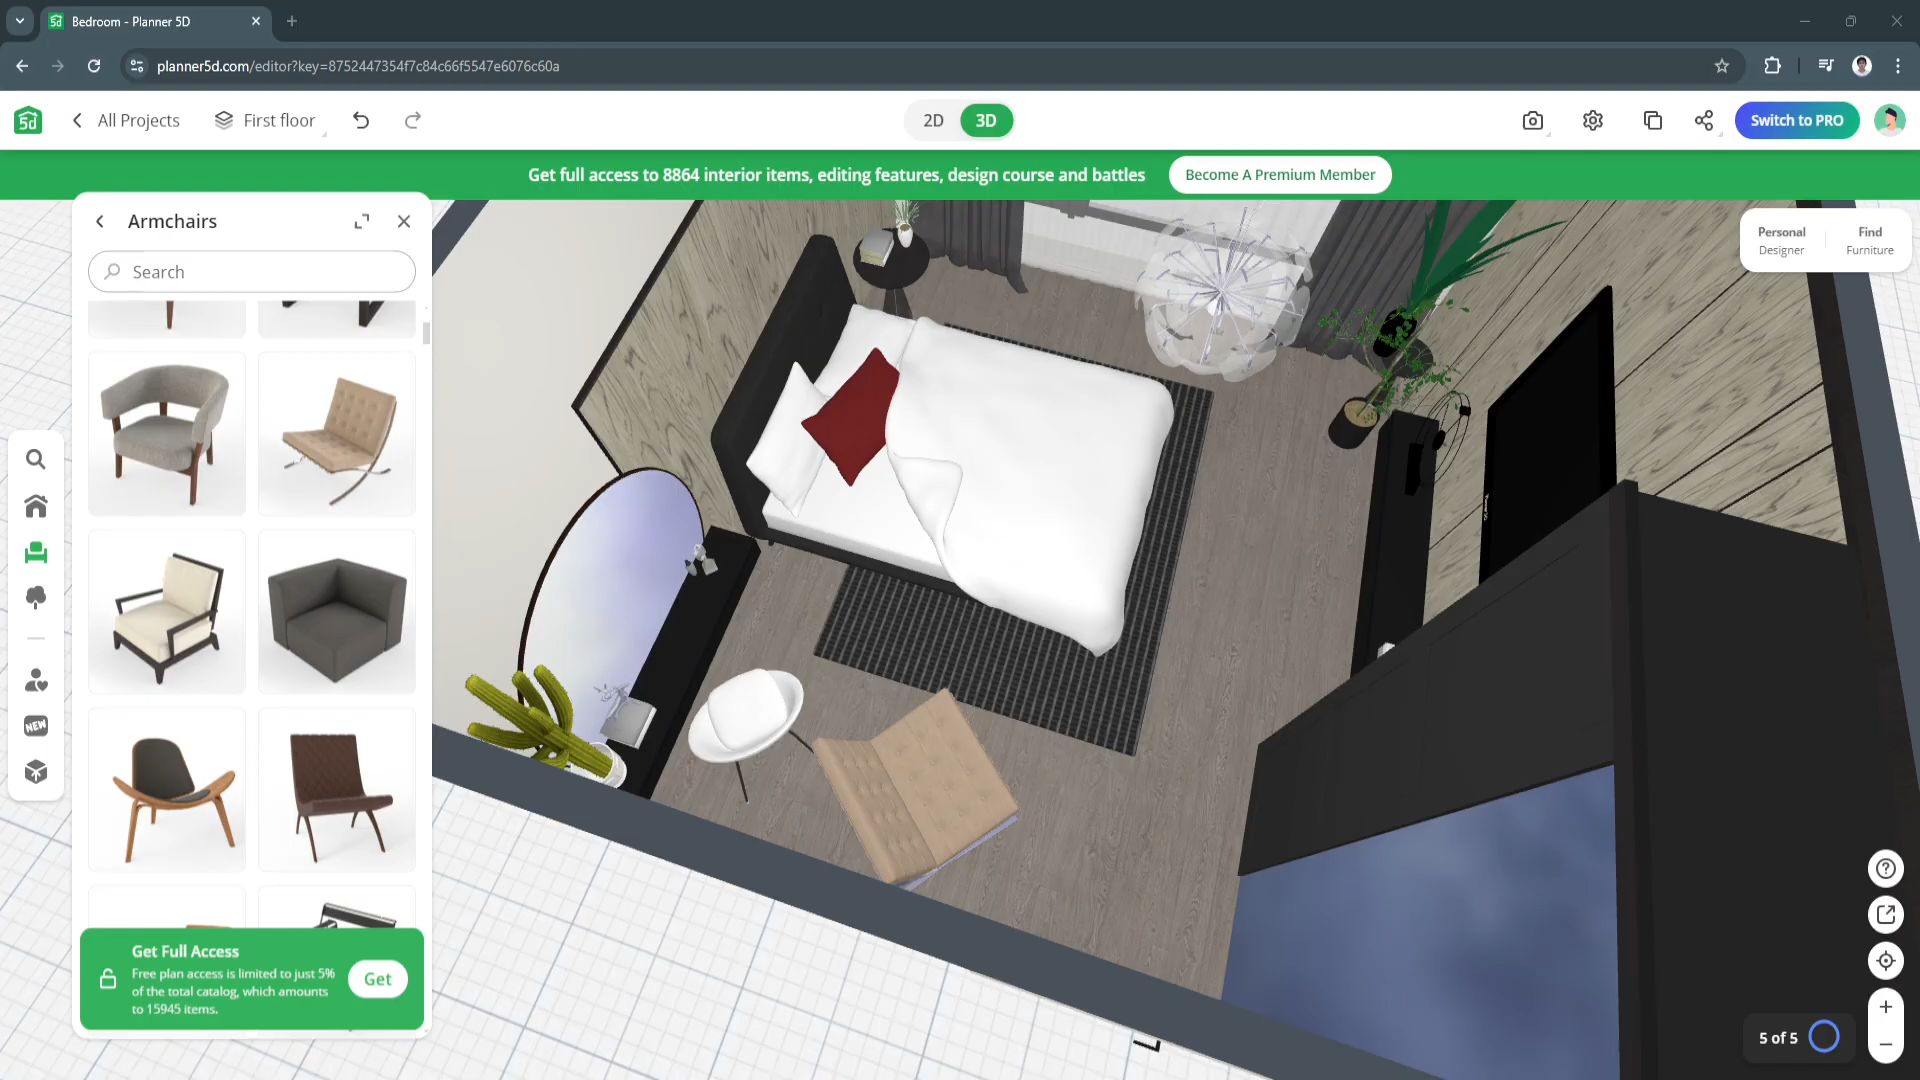 Bedroom - Planner 5D
planner5d.com/editor?key=8752447354f7c84c66f5547e6076c60a
5d
All Projects
First floor
2D
3D
Switch to PRO
Get full access to 8864 interior items, editing features, design course and battles
Become A Premium Member
Armchairs
Search
Personal
Designer
Find
Furniture
NEW
Get Full Access
Free plan access is limited to just 5%
of the total catalog, which amounts
to 15945 items.
Get
5 of 5